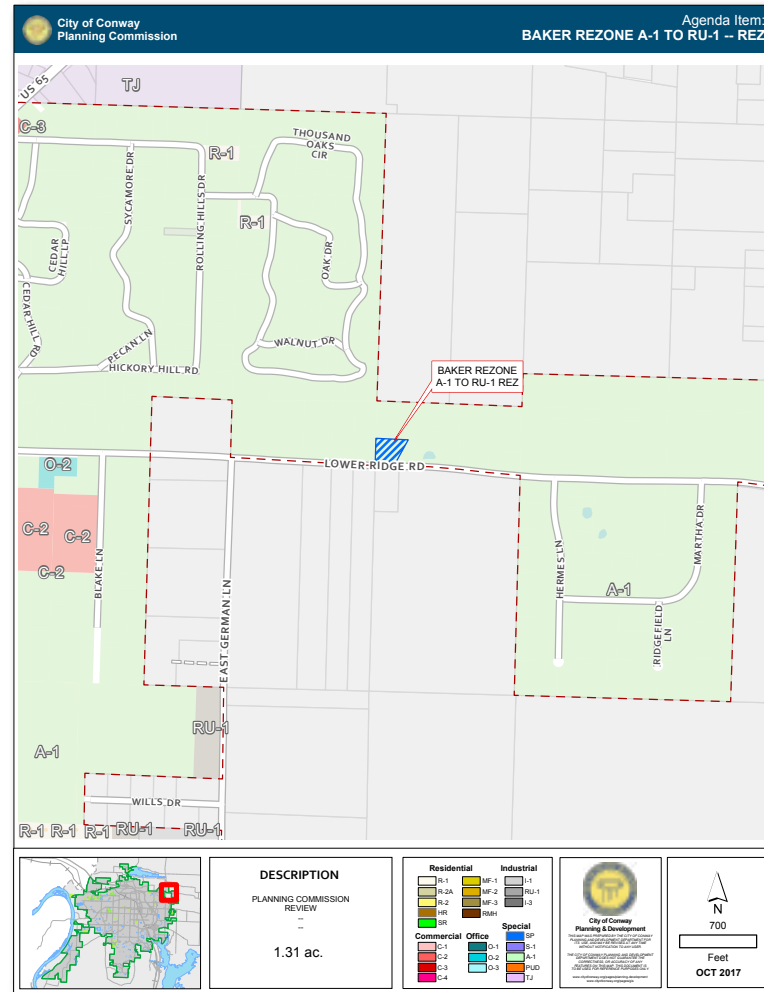 City of Conway
Planning Commission
Agenda Item:
BAKER REZONE A-1 TO RU-1 -- REZ
US 65
TJ
C-3
R-1
THOUSAND
OAKS
CIR
SYCAMORE DR
ROLLING HILLS DR
R-1
CEDAR
HILL LP
OAK DR
CEDAR HILL RD
PECAN LN
WALNUT DR
HICKORY HILL RD
BAKER REZONE
A-1 TO RU-1 REZ
LOWER RIDGE RD
O-2
C-2
C-2
C-2
BLAKE LN
EAST GERMAN LN
HERMES LN
MARTHA DR
A-1
RIDGEFIELD
LN
RU-1
A-1
WILLS DR
R-1
R-1
R-1
RU-1
RU-1
DESCRIPTION
PLANNING COMMISSION
REVIEW
--
--
1.31 ac.
Residential
R-1
R-2A
R-2
HR
SR
MF-1
MF-2
MF-3
RMH
Industrial
I-1
RU-1
I-3
Commercial
C-1
C-2
C-3
C-4
Office
O-1
O-2
O-3
Special
SP
S-1
A-1
PUD
TJ
City of Conway
Planning & Development
N
700
Feet
OCT 2017